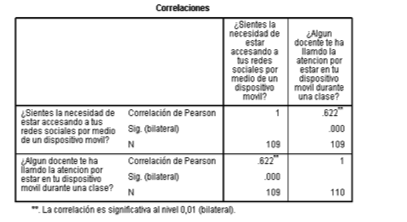 Correlaciones
¿Sientes la
necesidad de
estar
accesando a
tus redes
sociales por
medio de un
dispositivo
movil?
¿Algun
docente te ha
llamdo la
atencion por
estar en tu
dispositivo
movil durante
una clase?
¿Sientes la necesidad de
estar accesando a tus
redes sociales por medio
de un dispositivo movil?
Correlación de Pearson 1 .622**
Sig. (bilateral) .000
N 109 109
¿Algun docente te ha
llamdo la atencion por
estar en tu dispositivo
movil durante una clase?
Correlación de Pearson .622** 1
Sig. (bilateral) .000
N 109 110
**. La correlación es significativa al nivel 0,01 (bilateral).